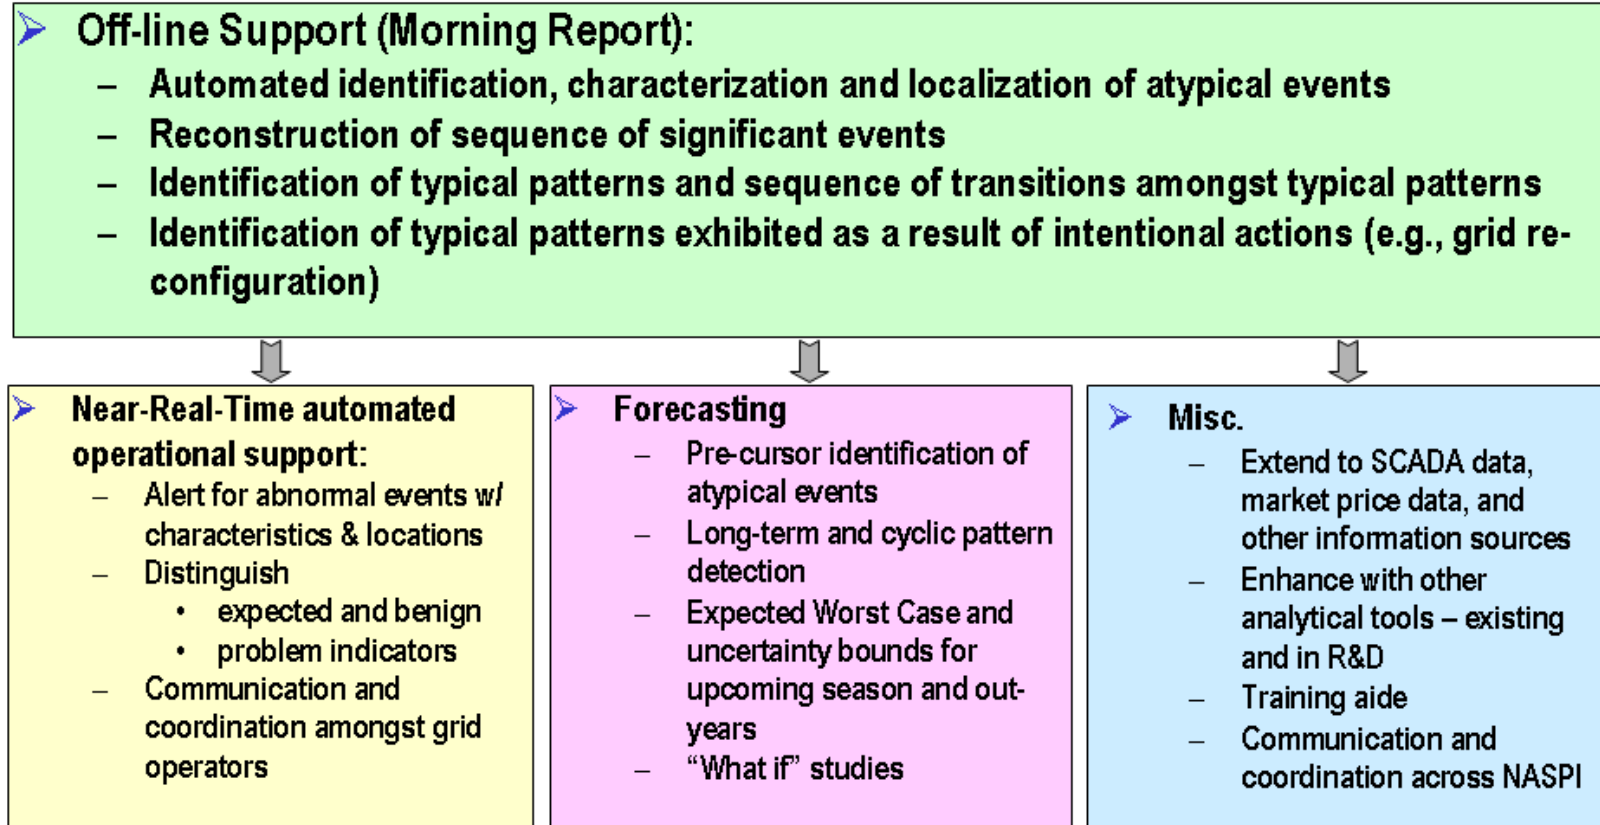 ➢ Off-line Support (Morning Report):
– Automated identification, characterization and localization of atypical events
– Reconstruction of sequence of significant events
– Identification of typical patterns and sequence of transitions amongst typical patterns
– Identification of typical patterns exhibited as a result of intentional actions (e.g., grid re-
configuration)
➢ Near-Real-Time automated
operational support:
– Alert for abnormal events w/
characteristics & locations
– Distinguish
• expected and benign
• problem indicators
– Communication and
coordination amongst grid
operators
➢ Forecasting
– Pre-cursor identification of
atypical events
– Long-term and cyclic pattern
detection
– Expected Worst Case and
uncertainty bounds for
upcoming season and out-
years
– “What if” studies
➢ Misc.
– Extend to SCADA data,
market price data, and
other information sources
– Enhance with other
analytical tools – existing
and in R&D
– Training aide
– Communication and
coordination across NASPI